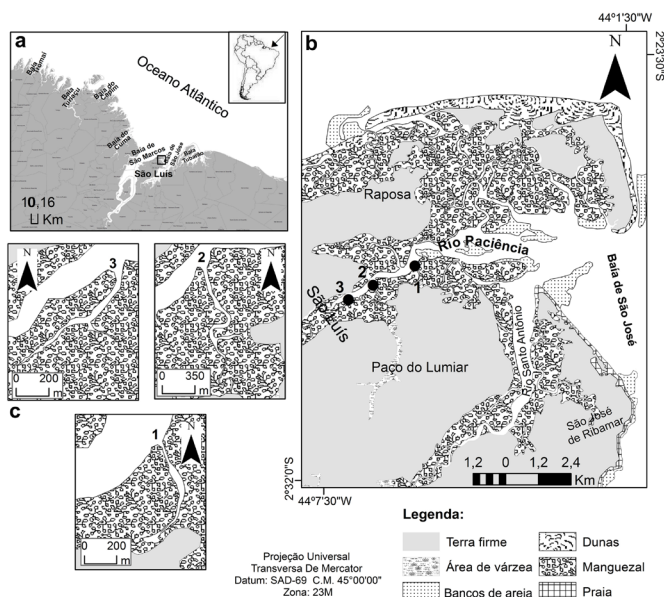 a
Oceano Atlântico
Baía do Capim
Baía do Cumã
Baía de São Marcos
São Luís
10,16
Km
b
44°1'30"W
2°23'30"S
N
Raposa
Rio Paciência
3
2
1
São Luís
Baía de São José
Rio Santo Antônio
Paço do Lumiar
São José de Ribamar
1,2 0 1,2 2,4
Km
2°32'0"S
44°7'30"W
N
3
0 200
m
N
2
0 350
m
c
1
N
0 200
m
Projeção Universal
Transversa De Mercator
Datum: SAD-69 C.M. 45°00'00"
Zona: 23M
Legenda:
Terra firme
Dunas
Área de várzea
Manguezal
Bancos de areia
Praia